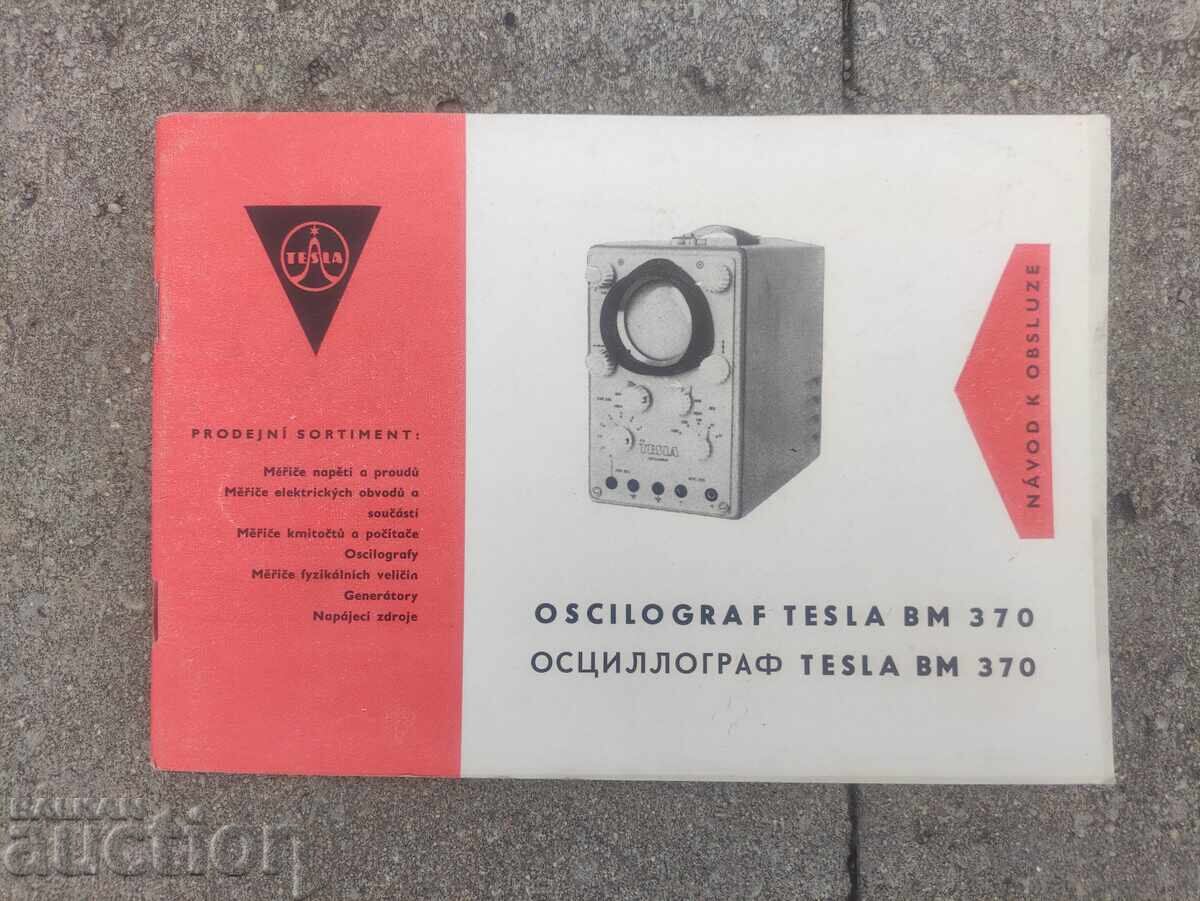 TESLA
PRODEJNÍ SORTIMENT:
Měřiče napětí a proudů
Měřiče elektrických obvodů a
součástí
Měřiče kmitočtů a počítače
Oscilografy
Měřiče fyzikálních veličin
Generátory
Napájecí zdroje
TESLA
NÁVOD K OBSLUZE
OSCILOGRAF TESLA BM 370
ОСЦИЛЛОГРАФ TESLA BM 370
БАЛКАН
auction